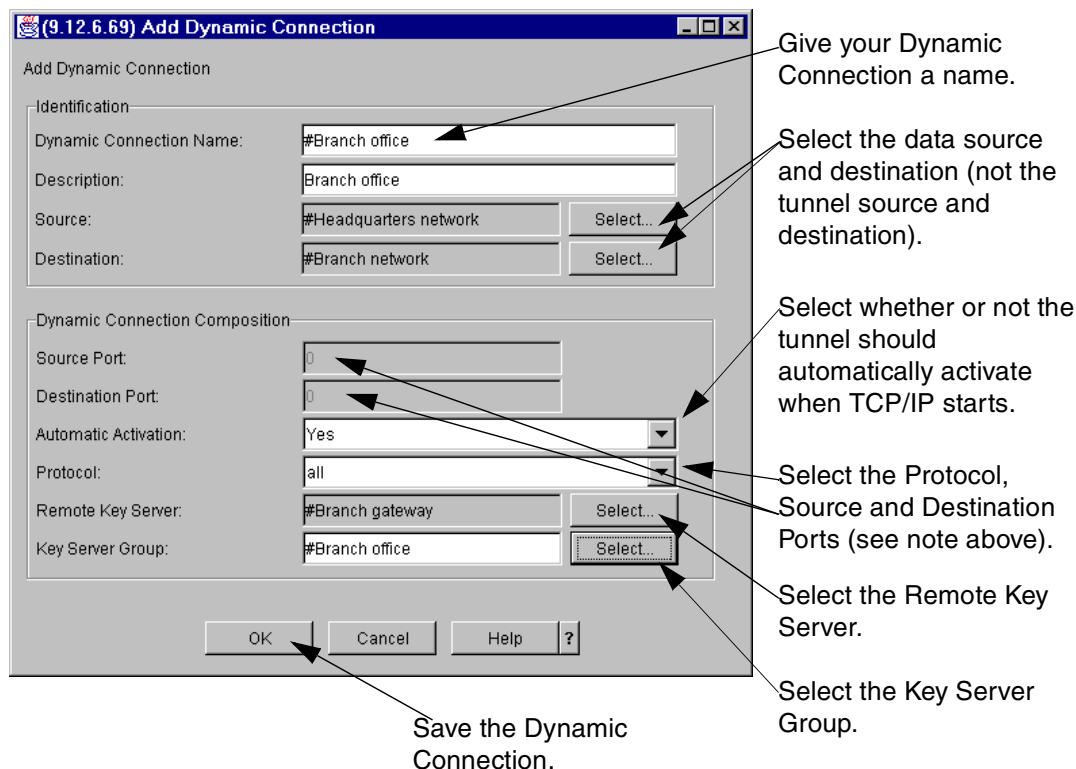 (9.12.6.69) Add Dynamic Connection
Add Dynamic Connection
Identification
Dynamic Connection Name: #Branch office
Description: Branch office
Source: #Headquarters network Select...
Destination: #Branch network Select...
Dynamic Connection Composition
Source Port: 0
Destination Port: 0
Automatic Activation: Yes
Protocol: all
Remote Key Server: #Branch gateway Select...
Key Server Group: #Branch office Select...
OK Cancel Help ?
Give your Dynamic
Connection a name.
Select the data source
and destination (not the
tunnel source and
destination).
Select whether or not the
tunnel should
automatically activate
when TCP/IP starts.
Select the Protocol,
Source and Destination
Ports (see note above).
Select the Remote Key
Server.
Select the Key Server
Group.
Save the Dynamic
Connection.